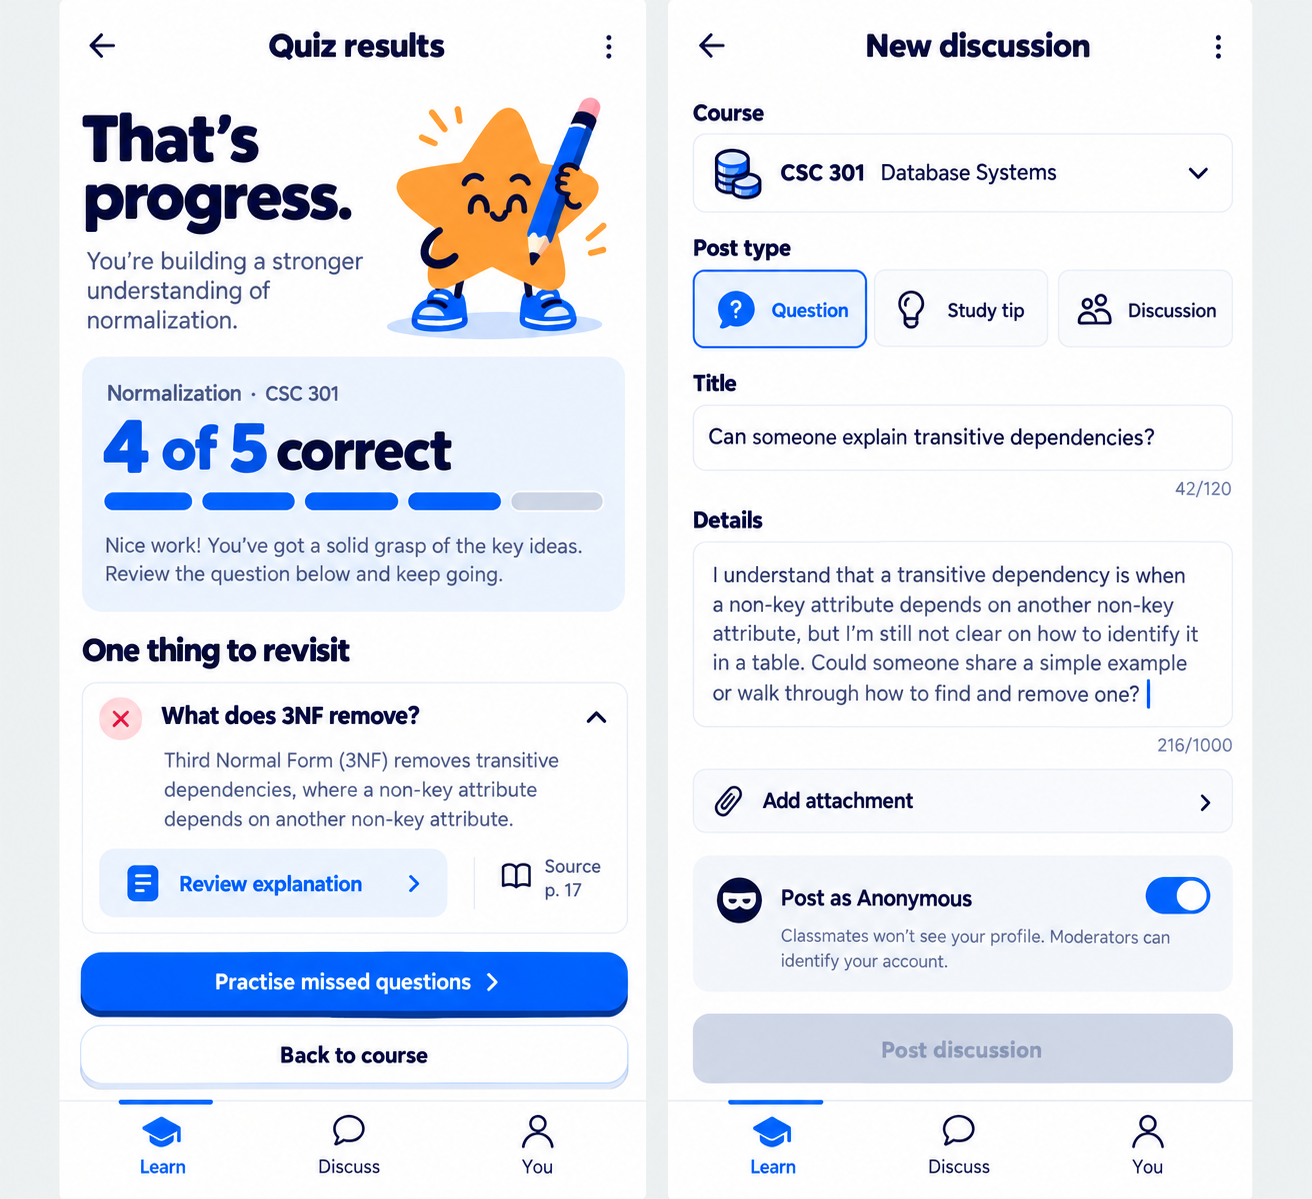 Quiz results
That's
progress.
You're building a stronger
understanding of
normalization.
Normalization · CSC 301
4 of 5 correct
Nice work! You've got a solid grasp of the key ideas.
Review the question below and keep going.
One thing to revisit
What does 3NF remove?
Third Normal Form (3NF) removes transitive
dependencies, where a non-key attribute
depends on another non-key attribute.
Review explanation
Source
p. 17
Practise missed questions
Back to course
Learn
Discuss
You
New discussion
Course
CSC 301 Database Systems
Post type
Question
Study tip
Discussion
Title
Can someone explain transitive dependencies?
42/120
Details
I understand that a transitive dependency is when
a non-key attribute depends on another non-key
attribute, but I'm still not clear on how to identify it
in a table. Could someone share a simple example
or walk through how to find and remove one?
216/1000
Add attachment
Post as Anonymous
Classmates won't see your profile. Moderators can
identify your account.
Post discussion
Learn
Discuss
You